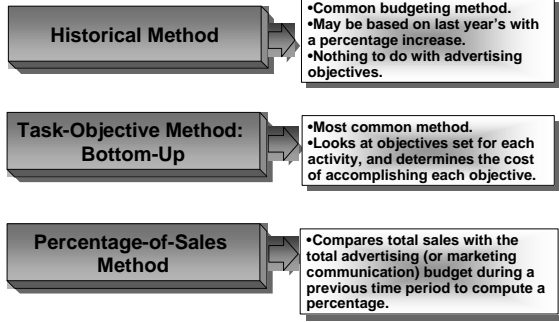 Historical Method
•Common budgeting method.
•May be based on last year's with
a percentage increase.
•Nothing to do with advertising
objectives.
Task-Objective Method:
Bottom-Up
•Most common method.
•Looks at objectives set for each
activity, and determines the cost
of accomplishing each objective.
Percentage-of-Sales
Method
•Compares total sales with the
total advertising (or marketing
communication) budget during a
previous time period to compute a
percentage.